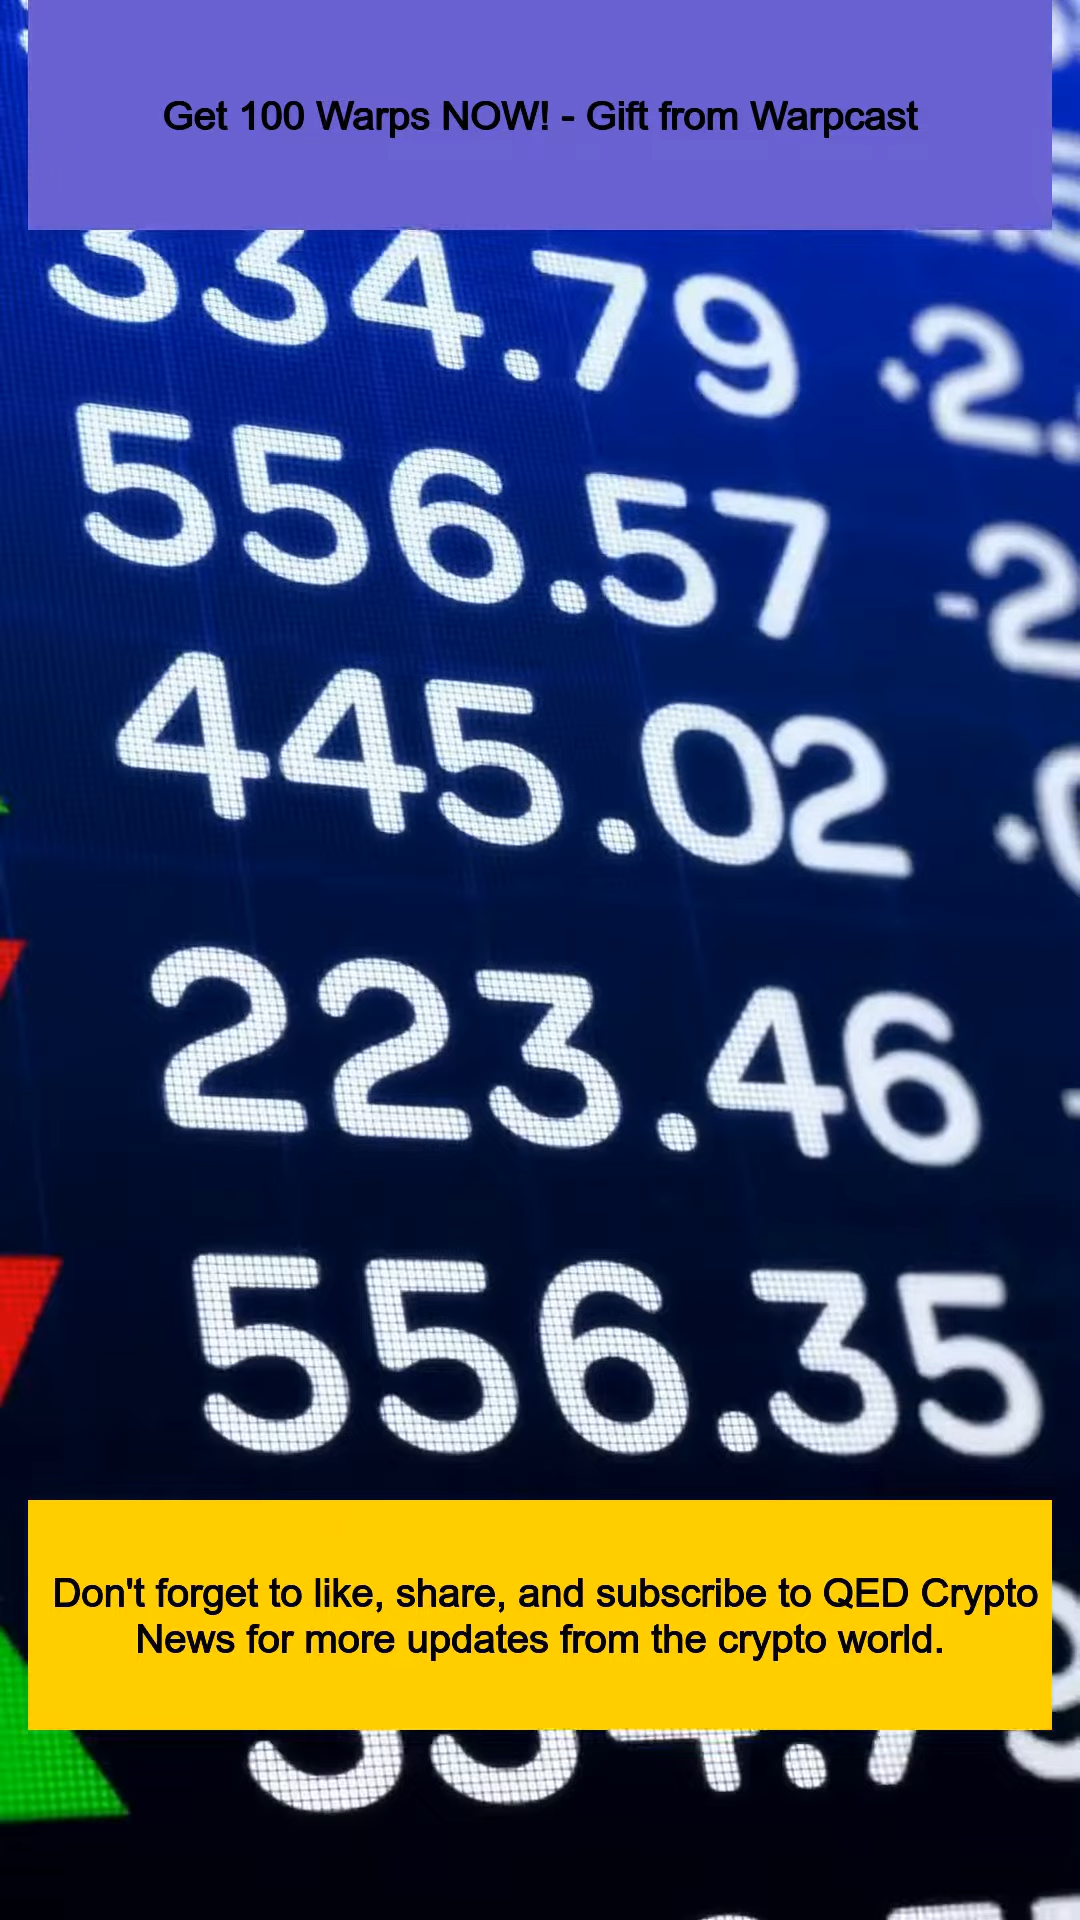 Get 100 Warps NOW! - Gift from Warpcast
334.79
556.57
445.02
223.46
556.35
Don't forget to like, share, and subscribe to QED Crypto
News for more updates from the crypto world.